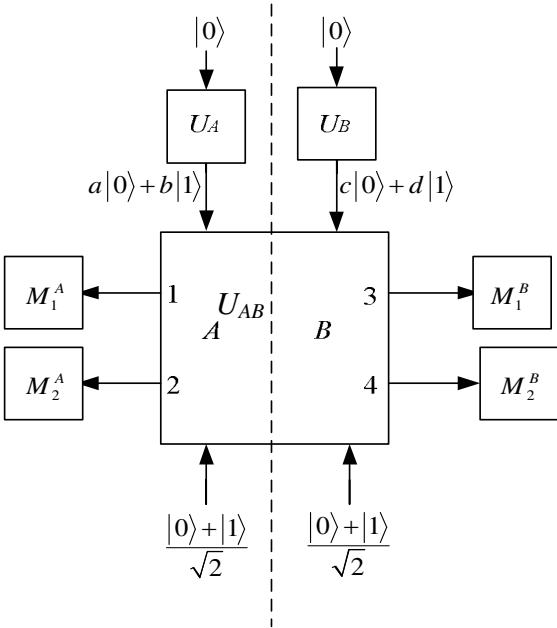 |0⟩ |0⟩
U_A U_B
a|0⟩+b|1⟩ c|0⟩+d|1⟩
M_1^A 1 3 M_1^B
U_AB
A B
M_2^A 2 4 M_2^B
|0⟩+|1⟩ |0⟩+|1⟩
√2 √2